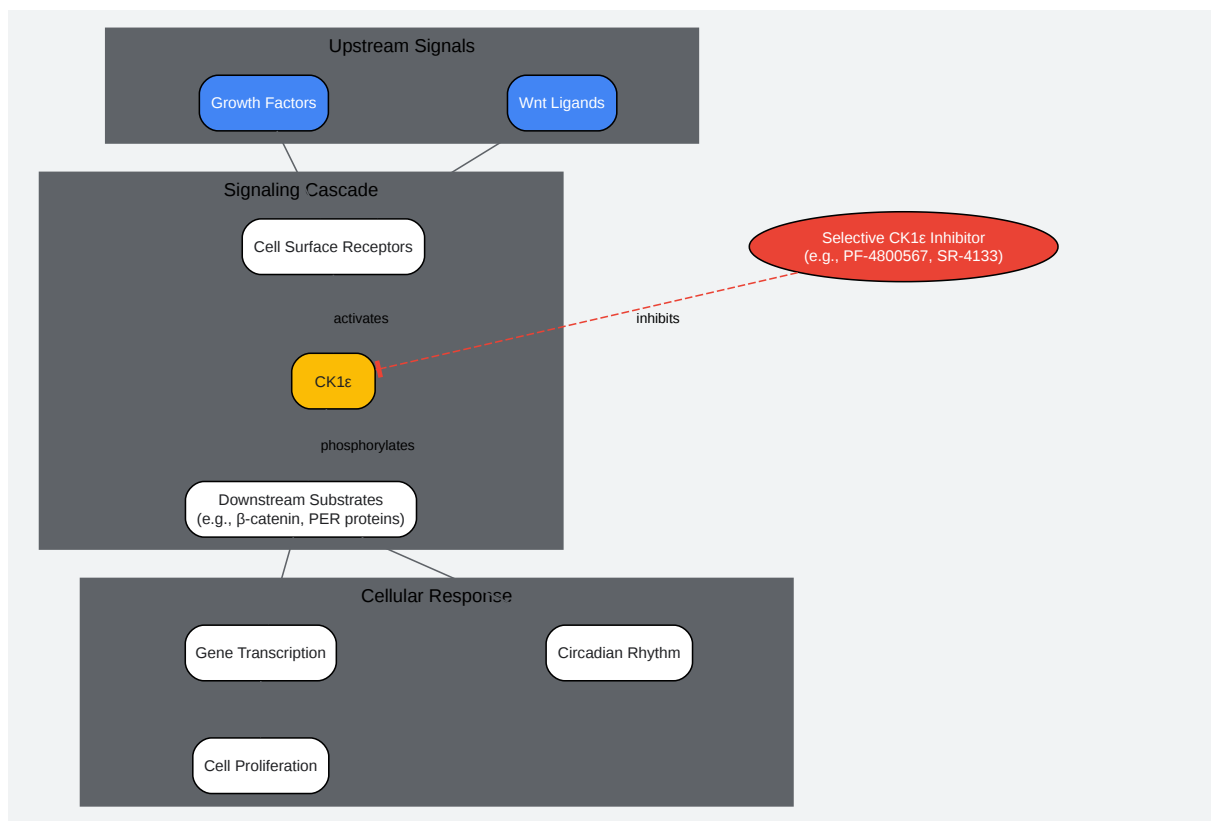 Upstream Signals
Growth Factors
Wnt Ligands
Signaling Cascade
Cell Surface Receptors
Selective CK1ε Inhibitor
(e.g., PF-4800567, SR-4133)
activates
inhibits
CK1ε
phosphorylates
Downstream Substrates
(e.g., β-catenin, PER proteins)
Cellular Response
Gene Transcription
Circadian Rhythm
Cell Proliferation